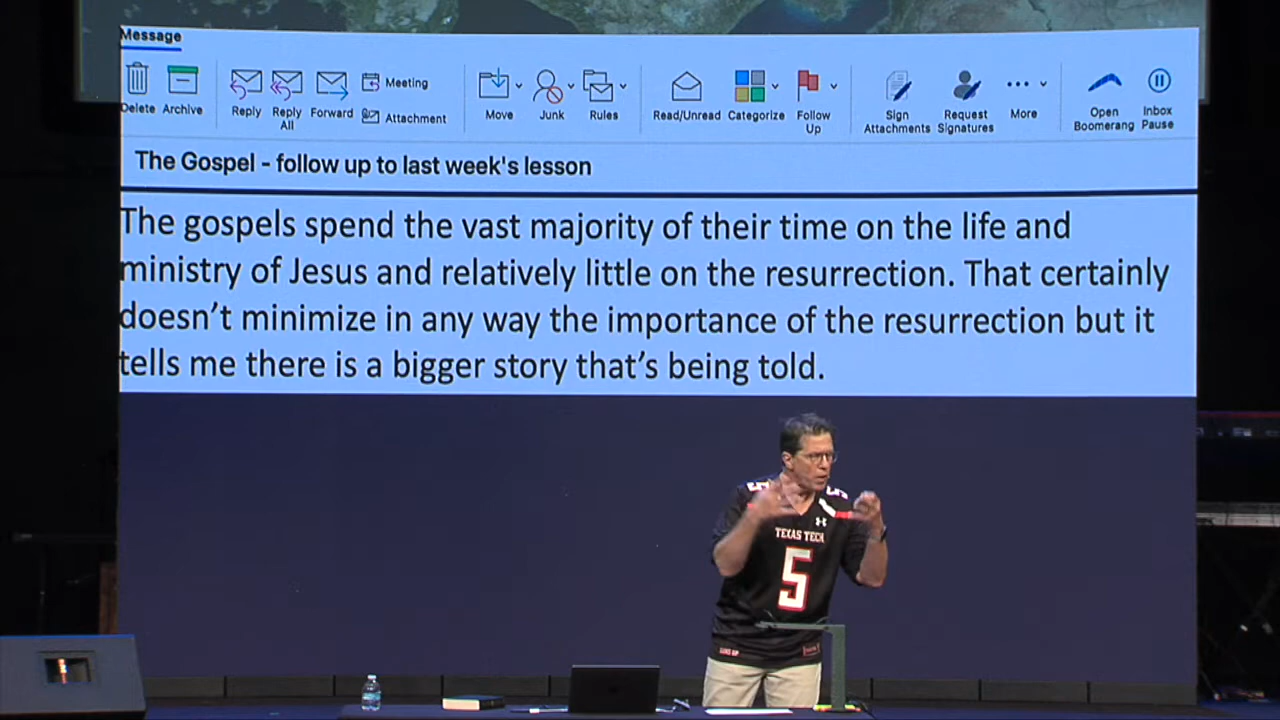 Message
Delete
Archive
Reply
Reply All
Forward
Meeting
Attachment
Move
Junk
Rules
Read/Unread
Categorize
Follow Up
Sign Attachments
Request Signatures
More
Open Boomerang
Inbox Pause
The Gospel - follow up to last week's lesson
The gospels spend the vast majority of their time on the life and
ministry of Jesus and relatively little on the resurrection. That certainly
doesn't minimize in any way the importance of the resurrection but it
tells me there is a bigger story that's being told.
5
5
TEXAS TECH
5
GUNS UP